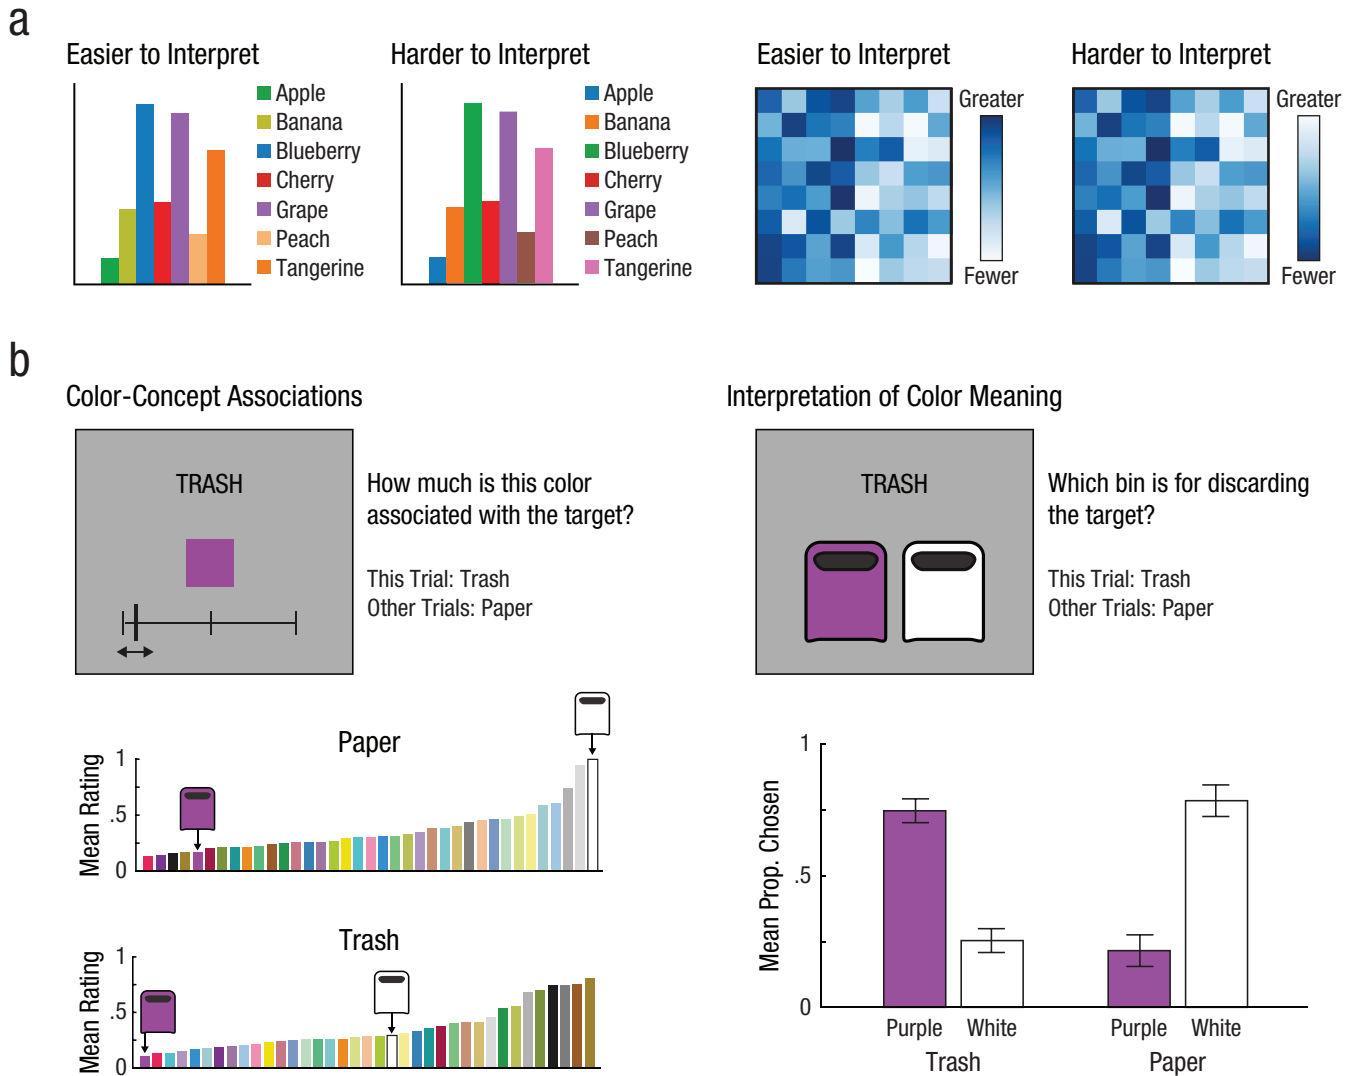 a
Easier to Interpret
Apple
Banana
Blueberry
Cherry
Grape
Peach
Tangerine
Harder to Interpret
Apple
Banana
Blueberry
Cherry
Grape
Peach
Tangerine
Easier to Interpret
Greater
Fewer
Harder to Interpret
Greater
Fewer
b
Color-Concept Associations
TRASH
How much is this color
associated with the target?
This Trial: Trash
Other Trials: Paper
Paper
Mean Rating
1
.5
0
Trash
Mean Rating
1
.5
0
Interpretation of Color Meaning
TRASH
Which bin is for discarding
the target?
This Trial: Trash
Other Trials: Paper
Mean Prop. Chosen
1
.5
0
Purple White Purple White
Trash Paper